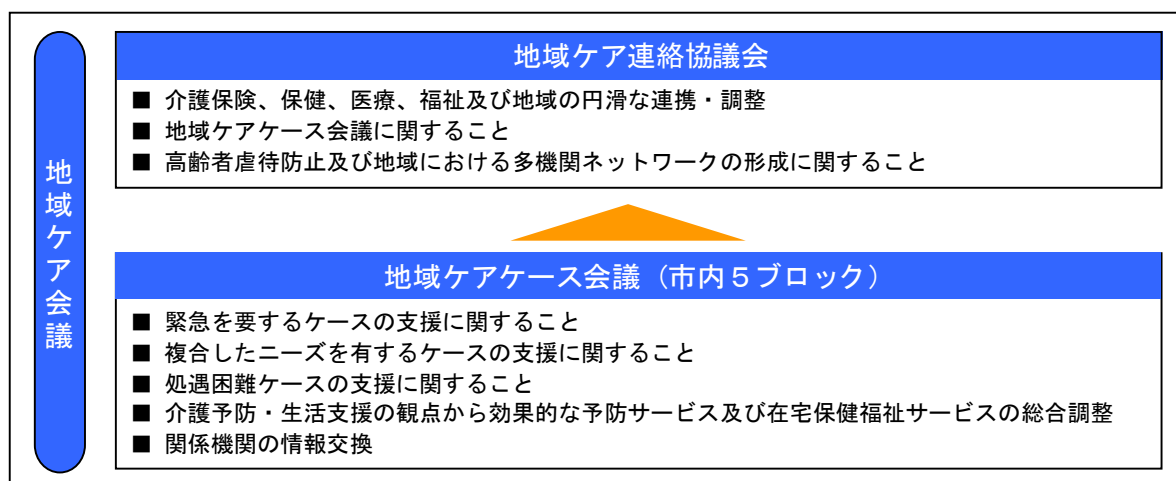 地域ケア会議
地域ケア連絡協議会
■ 介護保険、保健、医療、福祉及び地域の円滑な連携・調整
■ 地域ケアケース会議に関すること
■ 高齢者虐待防止及び地域における多機関ネットワークの形成に関すること
地域ケアケース会議（市内５ブロック）
■ 緊急を要するケースの支援に関すること
■ 複合したニーズを有するケースの支援に関すること
■ 処遇困難ケースの支援に関すること
■ 介護予防・生活支援の観点から効果的な予防サービス及び在宅保健福祉サービスの総合調整
■ 関係機関の情報交換